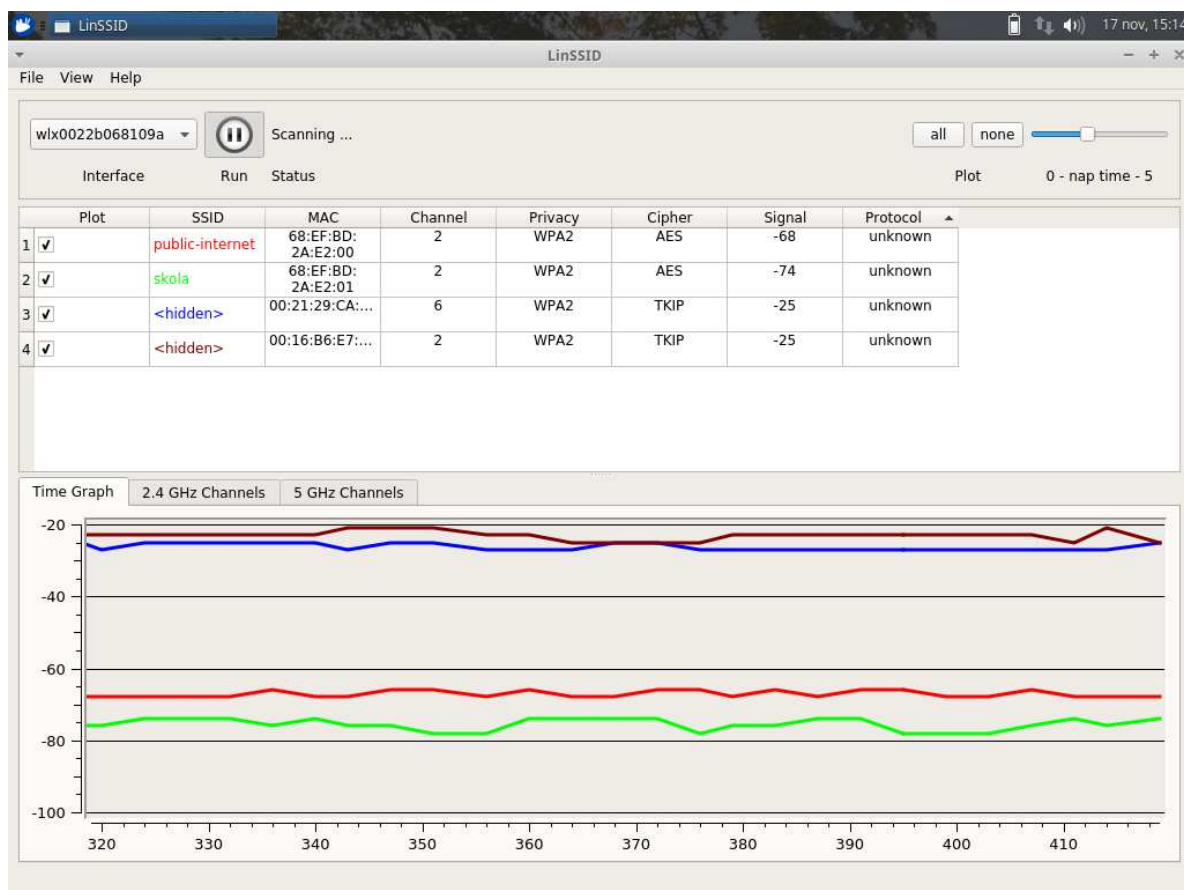 LinSSID 17 nov, 15:14
LinSSID
File View Help
wlx0022b068109a Scanning ... all none
Interface Run Status Plot 0 - nap time - 5
Plot SSID MAC Channel Privacy Cipher Signal Protocol
1 public-internet 68:EF:BD:2A:E2:00 2 WPA2 AES -68 unknown
2 skola 68:EF:BD:2A:E2:01 2 WPA2 AES -74 unknown
3 <hidden> 00:21:29:CA:... 6 WPA2 TKIP -25 unknown
4 <hidden> 00:16:B6:E7:... 2 WPA2 TKIP -25 unknown
Time Graph 2.4 GHz Channels 5 GHz Channels
-20
-40
-60
-80
-100
320 330 340 350 360 370 380 390 400 410